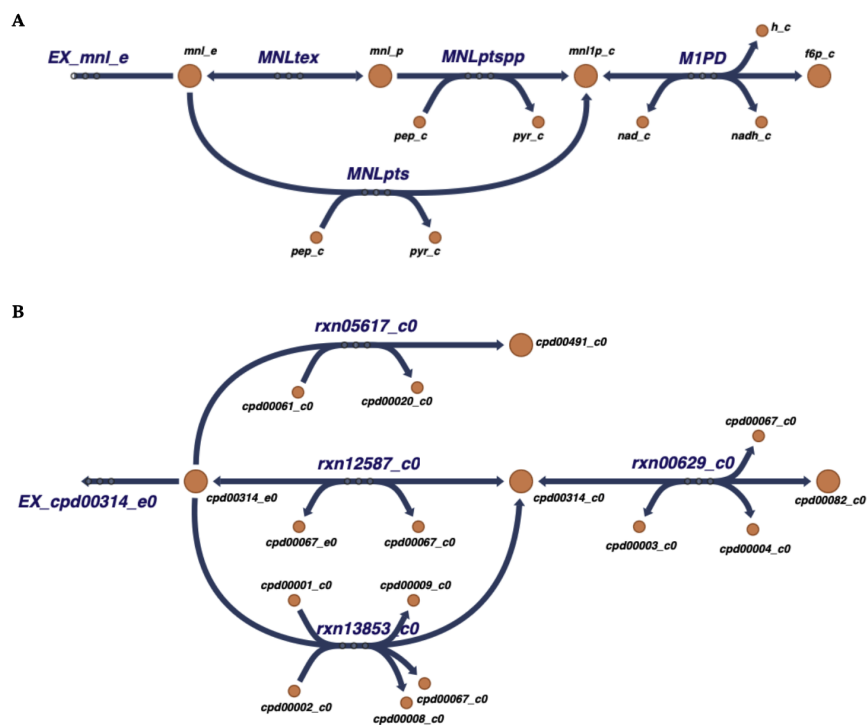 A
h_c
EX_mnl_e
mnl_e
MNLtex
mnl_p
MNLptspp
mnl1p_c
M1PD
f6p_c
pep_c
pyr_c
nad_c
nadh_c
MNLpts
pep_c
pyr_c
B
rxn05617_c0
cpd00491_c0
cpd00061_c0
cpd00020_c0
cpd00067_c0
rxn12587_c0
rxn00629_c0
EX_cpd00314_e0
cpd00314_e0
cpd00314_c0
cpd00082_c0
cpd00067_e0
cpd00067_c0
cpd00003_c0
cpd00004_c0
cpd00001_c0
cpd00009_c0
rxn13853_c0
cpd00002_c0
cpd00067_c0
cpd00008_c0